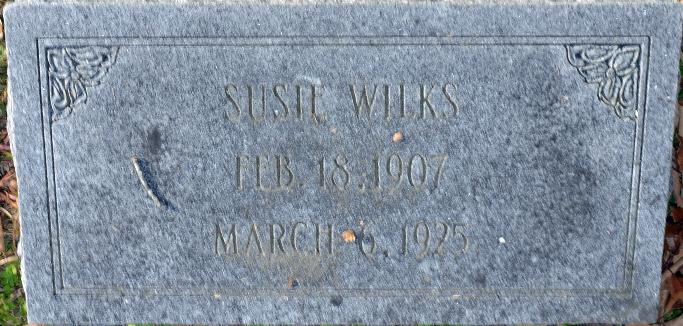 SUSIE WILKS
FEB. 18, 1907
MARCH 6, 1925